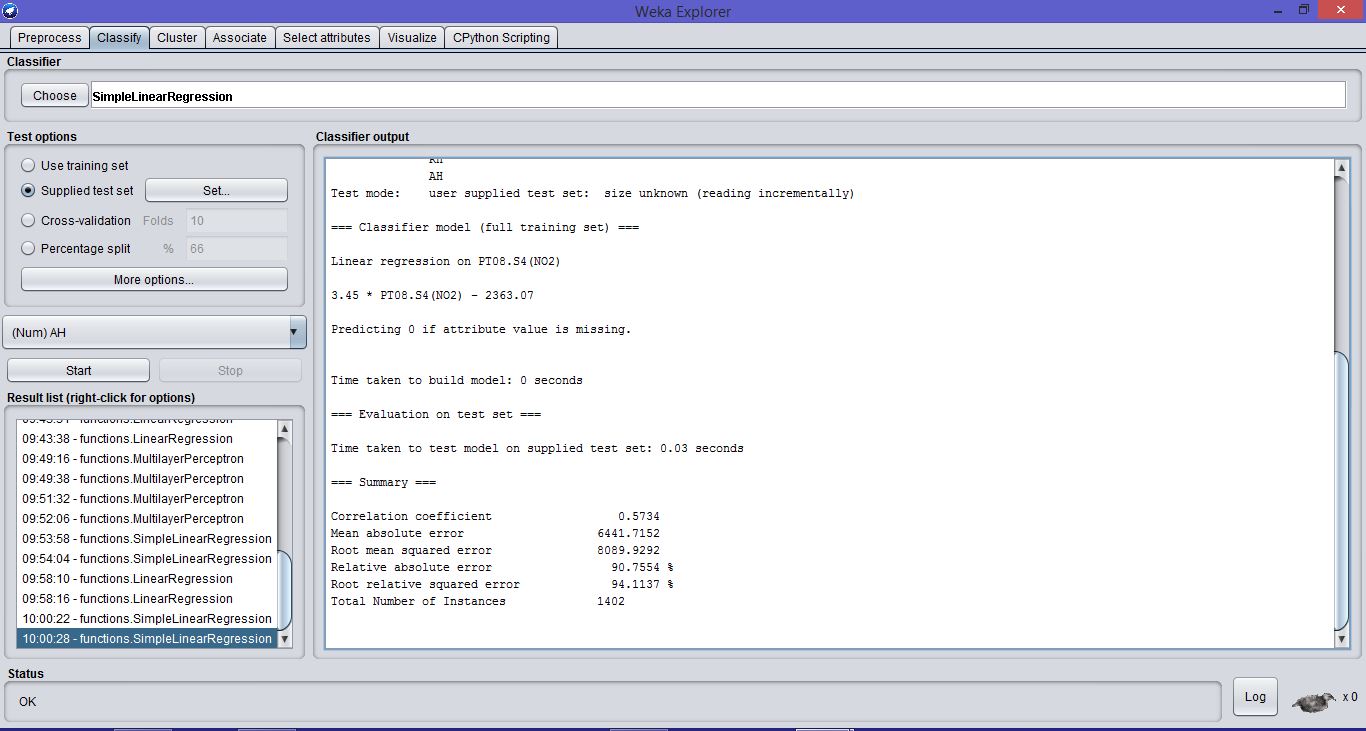 Weka Explorer
Preprocess Classify Cluster Associate Select attributes Visualize CPython Scripting
Classifier
Choose SimpleLinearRegression
Test options
Use training set
Supplied test set Set...
Cross-validation Folds 10
Percentage split % 66
More options...
(Num) AH
Start Stop
Result list (right-click for options)
09:43:38 - functions.LinearRegression
09:49:16 - functions.MultilayerPerceptron
09:49:38 - functions.MultilayerPerceptron
09:51:32 - functions.MultilayerPerceptron
09:52:06 - functions.MultilayerPerceptron
09:53:58 - functions.SimpleLinearRegression
09:54:04 - functions.SimpleLinearRegression
09:58:10 - functions.LinearRegression
09:58:16 - functions.LinearRegression
10:00:22 - functions.SimpleLinearRegression
10:00:28 - functions.SimpleLinearRegression
Classifier output
RH
AH
Test mode: user supplied test set: size unknown (reading incrementally)
=== Classifier model (full training set) ===
Linear regression on PT08.S4(NO2)
3.45 * PT08.S4(NO2) - 2363.07
Predicting 0 if attribute value is missing.
Time taken to build model: 0 seconds
=== Evaluation on test set ===
Time taken to test model on supplied test set: 0.03 seconds
=== Summary ===
Correlation coefficient 0.5734
Mean absolute error 6441.7152
Root mean squared error 8089.9292
Relative absolute error 90.7554 %
Root relative squared error 94.1137 %
Total Number of Instances 1402
Status
OK
Log x 0